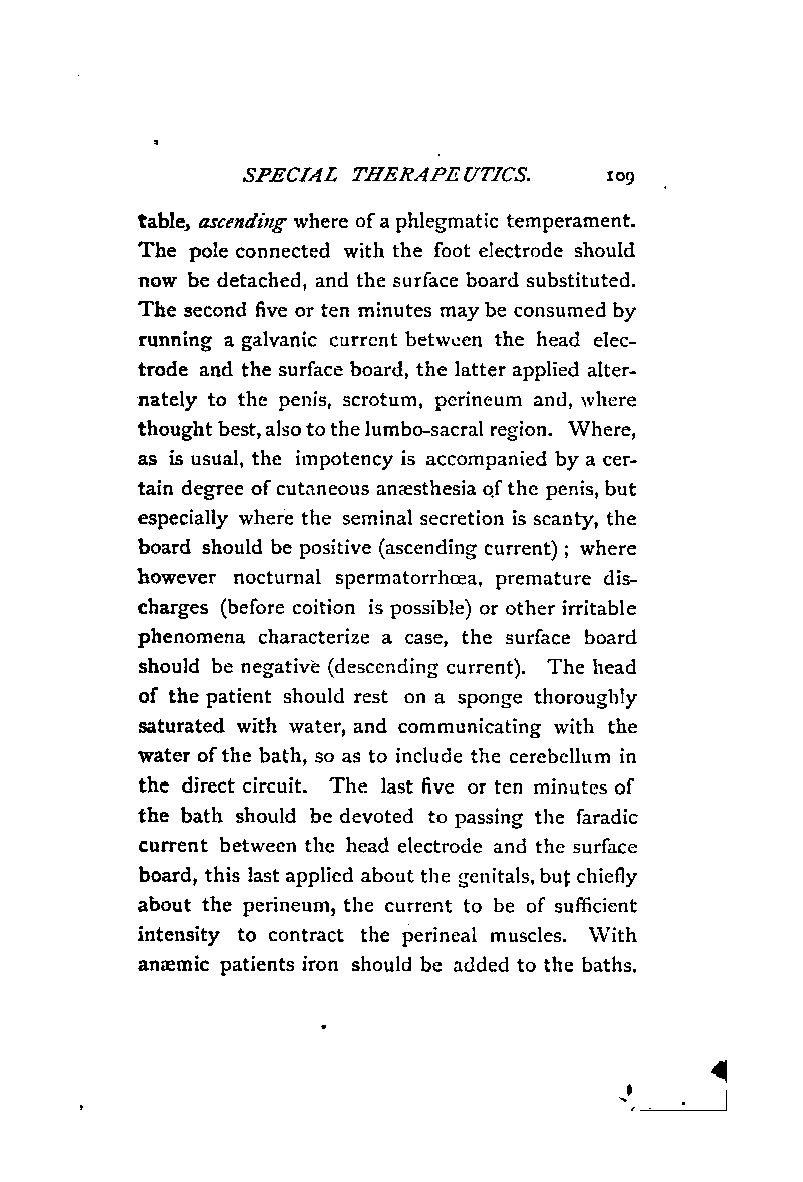 SPECIAL THERAPEUTICS. 109
table, ascending where of a phlegmatic temperament.
The pole connected with the foot electrode should
now be detached, and the surface board substituted.
The second five or ten minutes may be consumed by
running a galvanic current between the head elec-
trode and the surface board, the latter applied alter-
nately to the penis, scrotum, perineum and, where
thought best, also to the lumbo-sacral region. Where,
as is usual, the impotency is accompanied by a cer-
tain degree of cutaneous anæsthesia of the penis, but
especially where the seminal secretion is scanty, the
board should be positive (ascending current); where
however nocturnal spermatorrhœa, premature dis-
charges (before coition is possible) or other irritable
phenomena characterize a case, the surface board
should be negative (descending current). The head
of the patient should rest on a sponge thoroughly
saturated with water, and communicating with the
water of the bath, so as to include the cerebellum in
the direct circuit. The last five or ten minutes of
the bath should be devoted to passing the faradic
current between the head electrode and the surface
board, this last applied about the genitals, but chiefly
about the perineum, the current to be of sufficient
intensity to contract the perineal muscles. With
anæmic patients iron should be added to the baths.